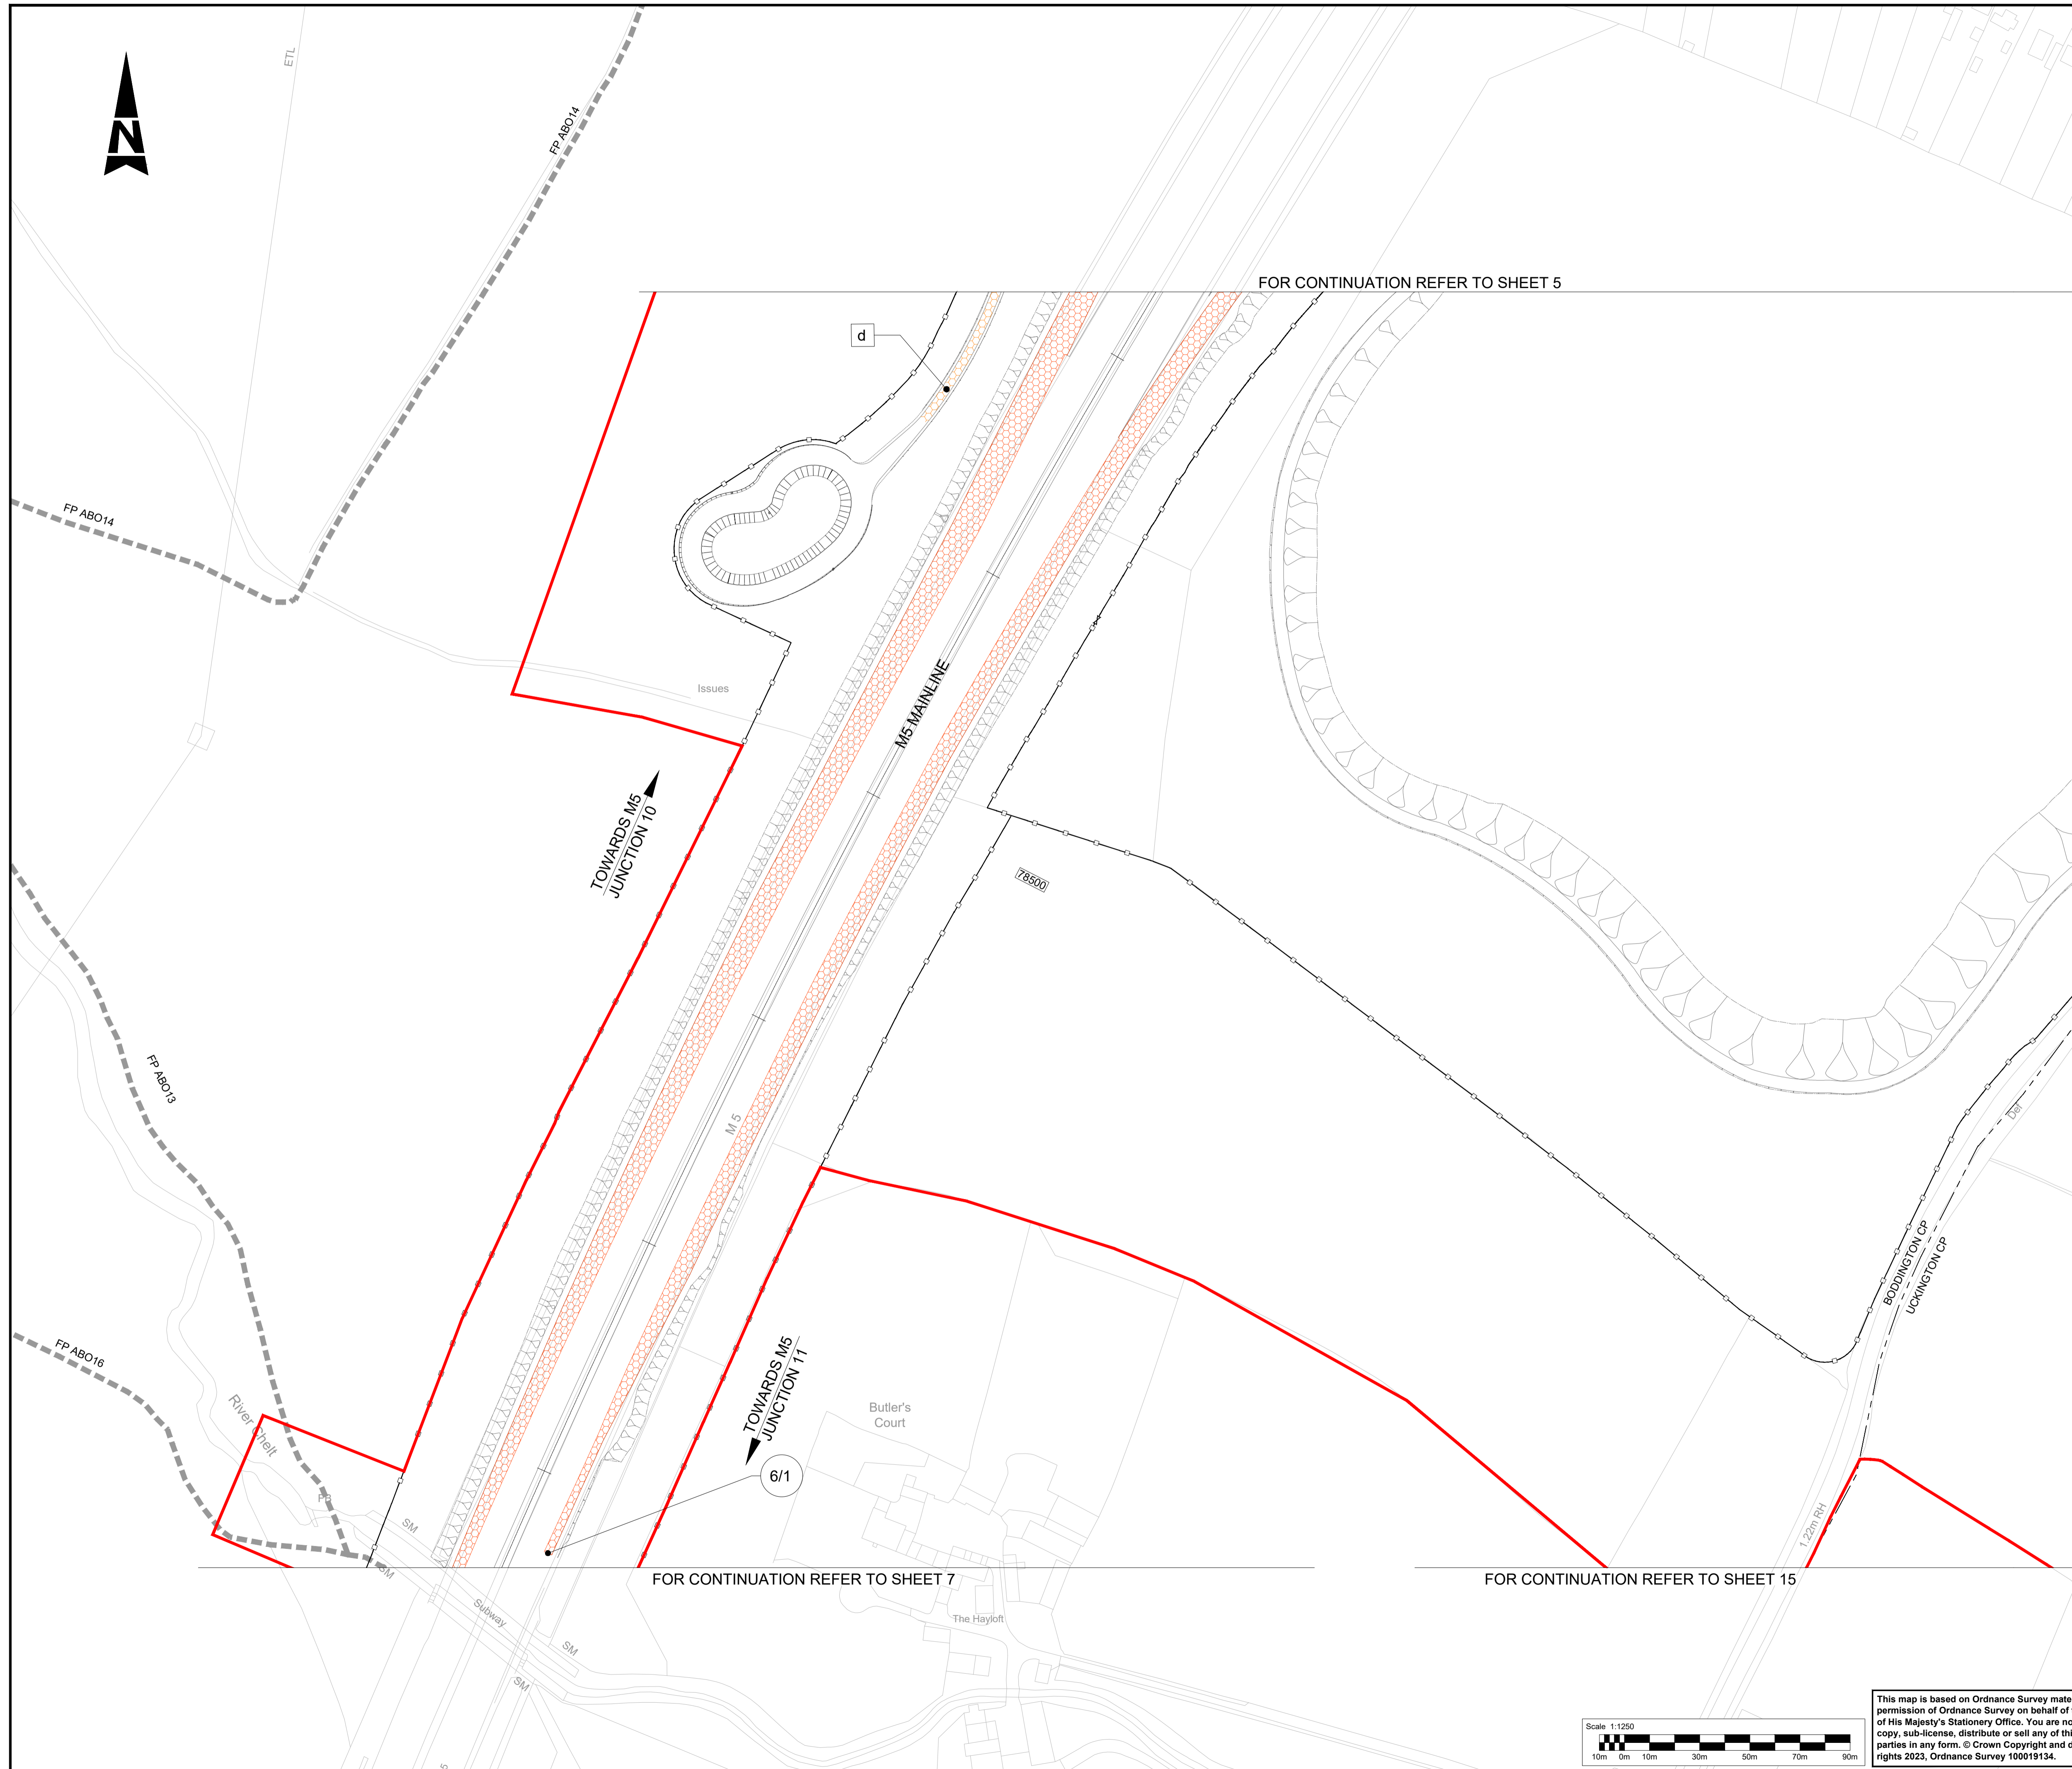 ETL
FP ABO14
N
FOR CONTINUATION REFER TO SHEET 5
d
FP ABO14
Issues
M5 MAINLINE
TOWARDS M5
JUNCTION 10
78500
FP ABO13
M 5
Def
BODDINGTON CP
UCKINGTON CP
FP ABO16
River Chelt
TOWARDS M5
JUNCTION 11
Butler's
Court
6/1
FB
SM
1.22m RH
SM
FOR CONTINUATION REFER TO SHEET 7
FOR CONTINUATION REFER TO SHEET 15
Subway
The Hayloft
SM
SM
Scale 1:1250
10m 0m 10m 30m 50m 70m 90m
This map is based on Ordnance Survey mate
permission of Ordnance Survey on behalf of
of His Majesty's Stationery Office. You are no
copy, sub-license, distribute or sell any of thi
parties in any form. © Crown Copyright and d
rights 2023, Ordnance Survey 100019134.